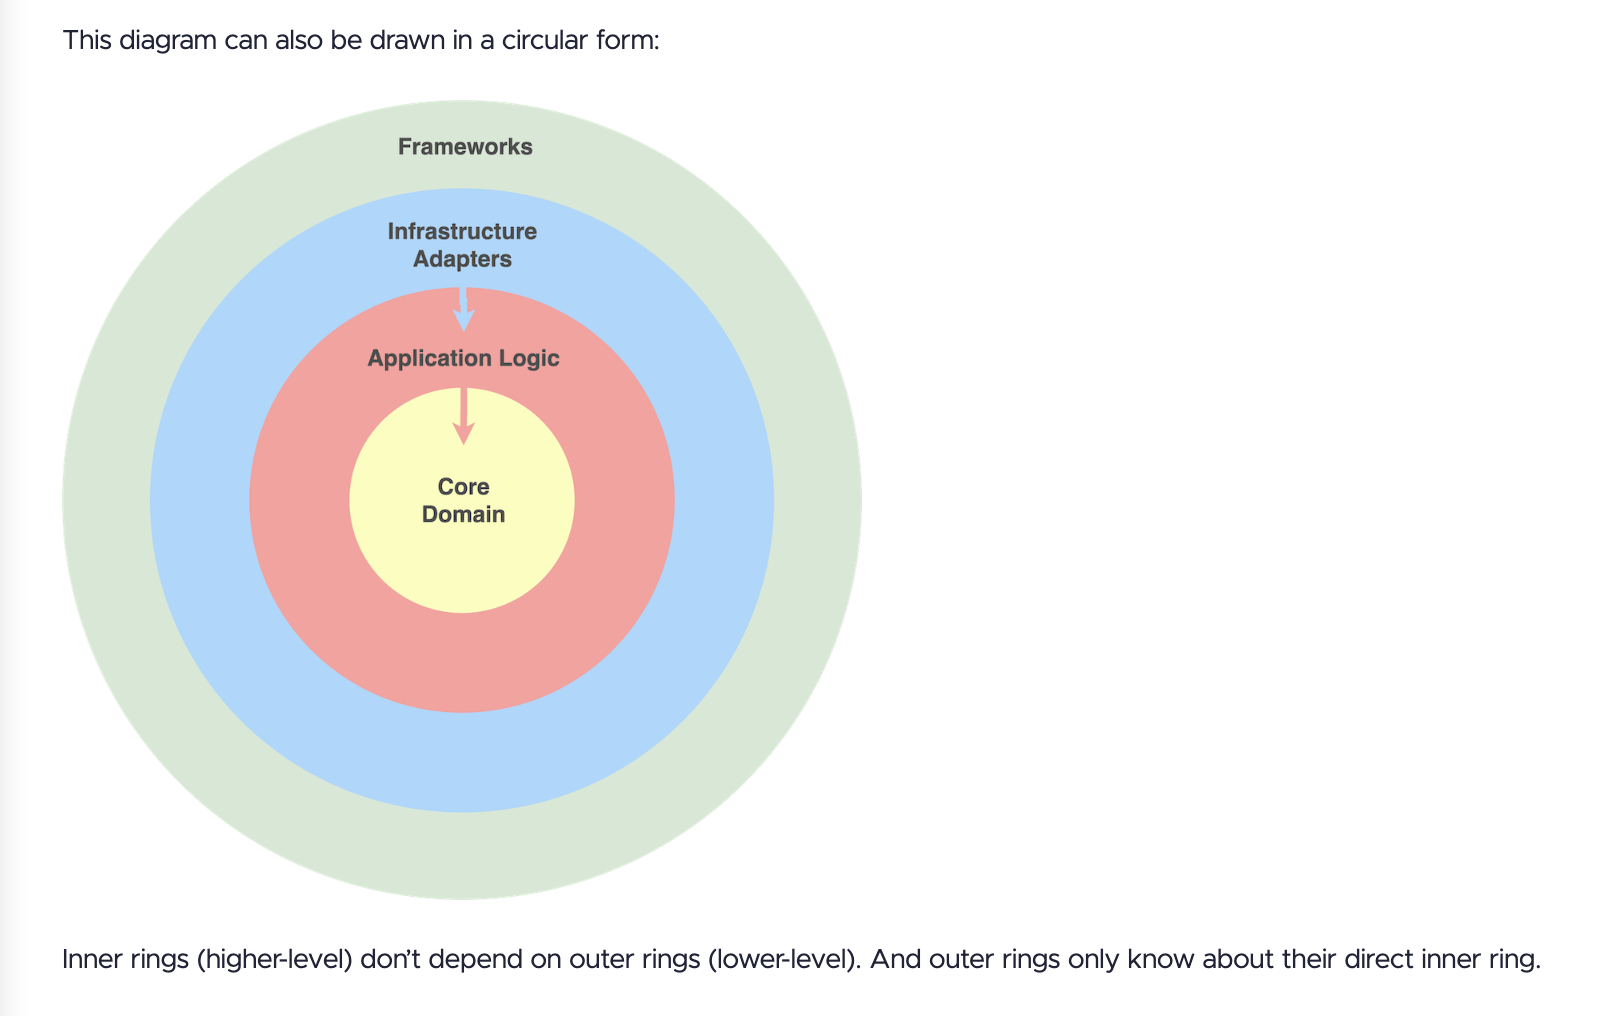 This diagram can also be drawn in a circular form:
Frameworks
Infrastructure
Adapters
Application Logic
Core
Domain
Inner rings (higher-level) don’t depend on outer rings (lower-level). And outer rings only know about their direct inner ring.